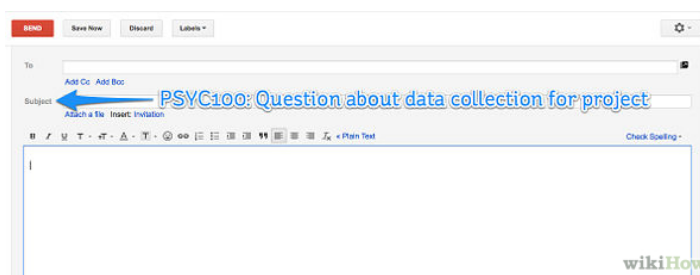 SEND Save Now Discard Labels
To
Add Cc Add Bcc
Subject PSYC100: Question about data collection for project
Attach a file Insert: Invitation
B I U T - тT - A - T - « Plain Text Check Spelling -
wikiHow